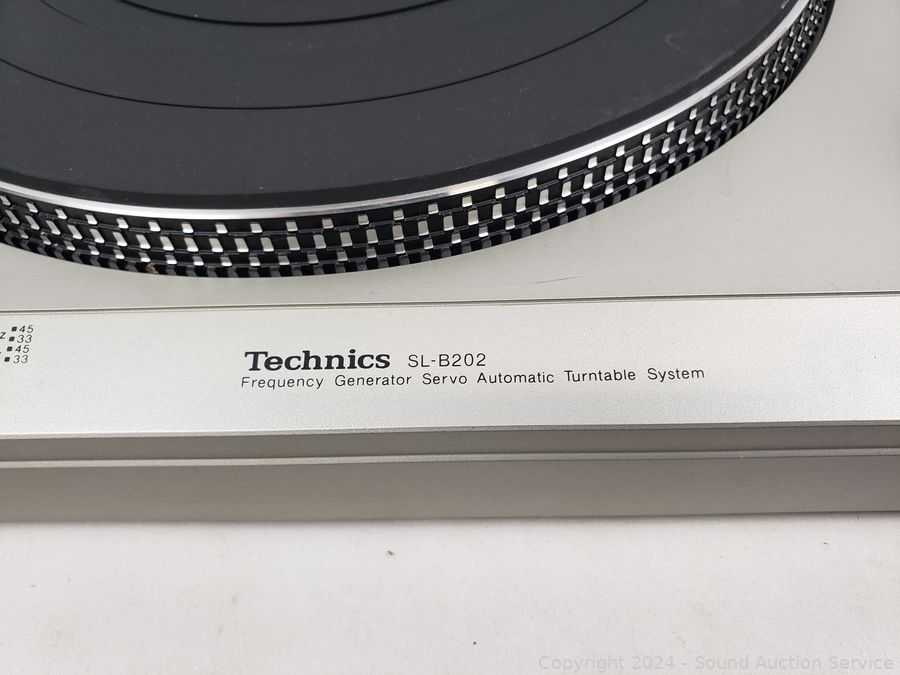 z ■45
■33
■45
■33
Technics SL-B202
Frequency Generator Servo Automatic Turntable System
Copyright 2024 - Sound Auction Service